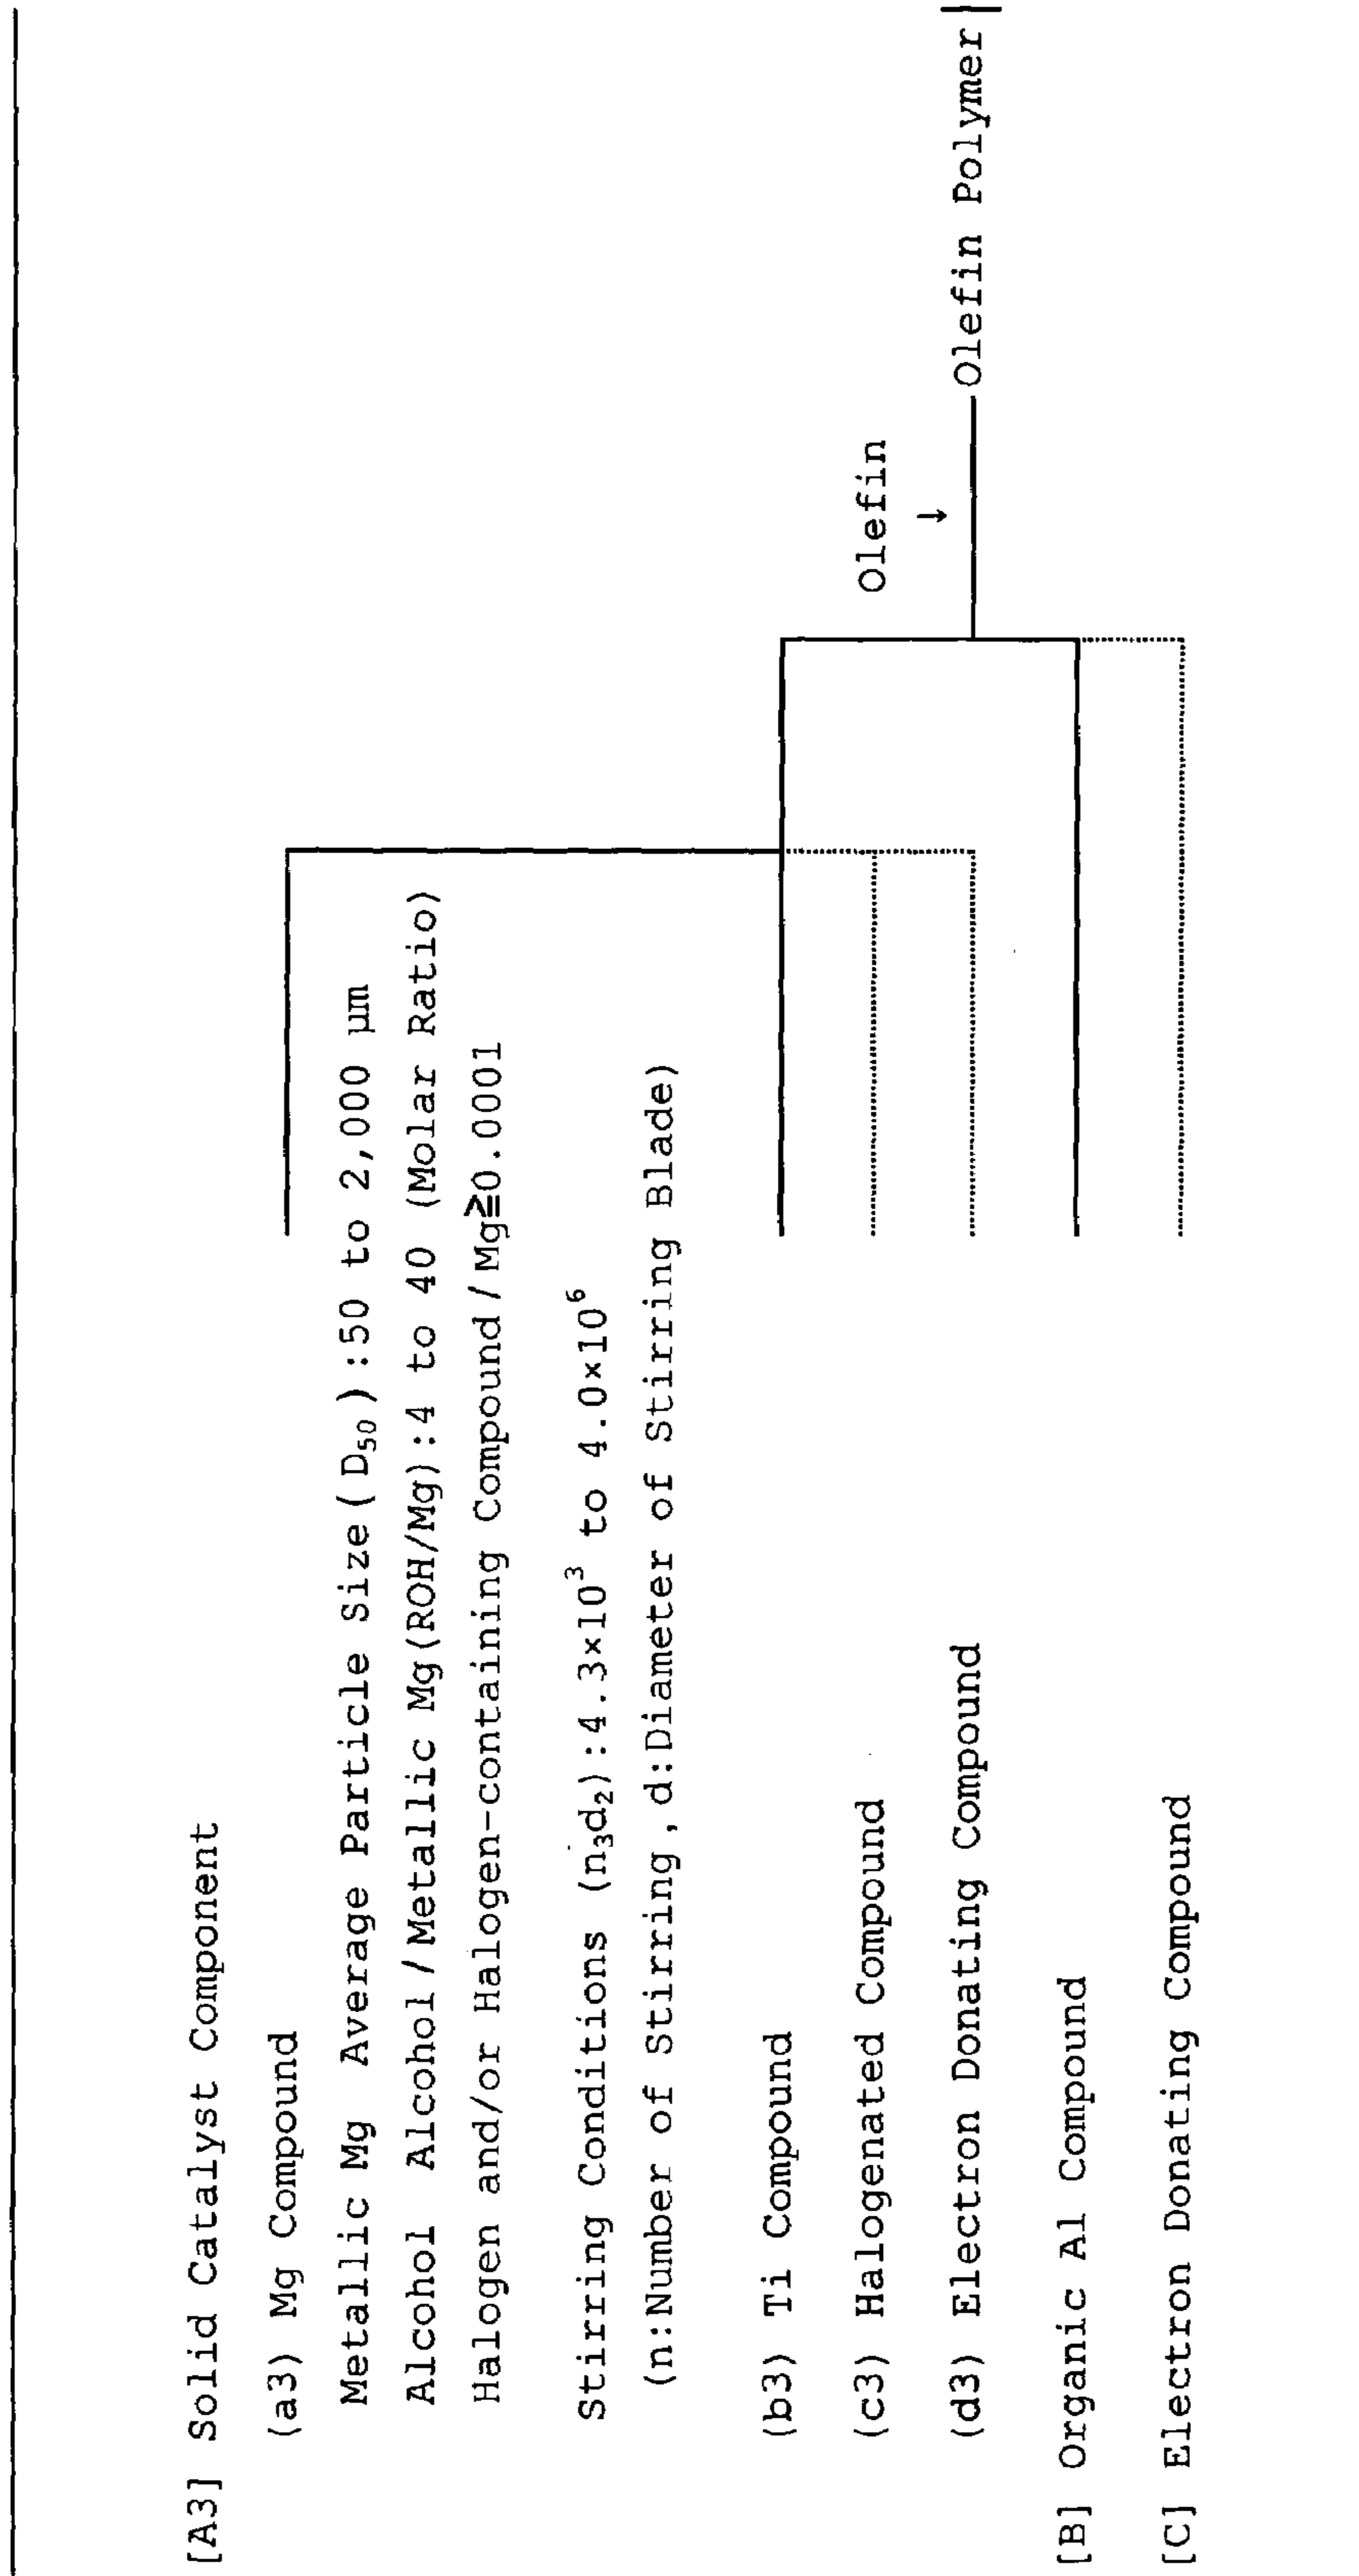 [A3] Solid Catalyst Component
(a3) Mg Compound
Metallic Mg Average Particle Size(D₅₀):50 to 2,000 μm
Alcohol Alcohol/Metallic Mg(ROH/Mg):4 to 40 (Molar Ratio)
Halogen and/or Halogen-containing Compound/Mg≧0.0001
Stirring Conditions (n₃d₂):4.3×10³ to 4.0×10⁶
(n:Number of Stirring,d:Diameter of Stirring Blade)
(b3) Ti Compound
(c3) Halogenated Compound
Olefin
↓
(d3) Electron Donating Compound
Olefin Polymer
[B] Organic Al Compound
[C] Electron Donating Compound